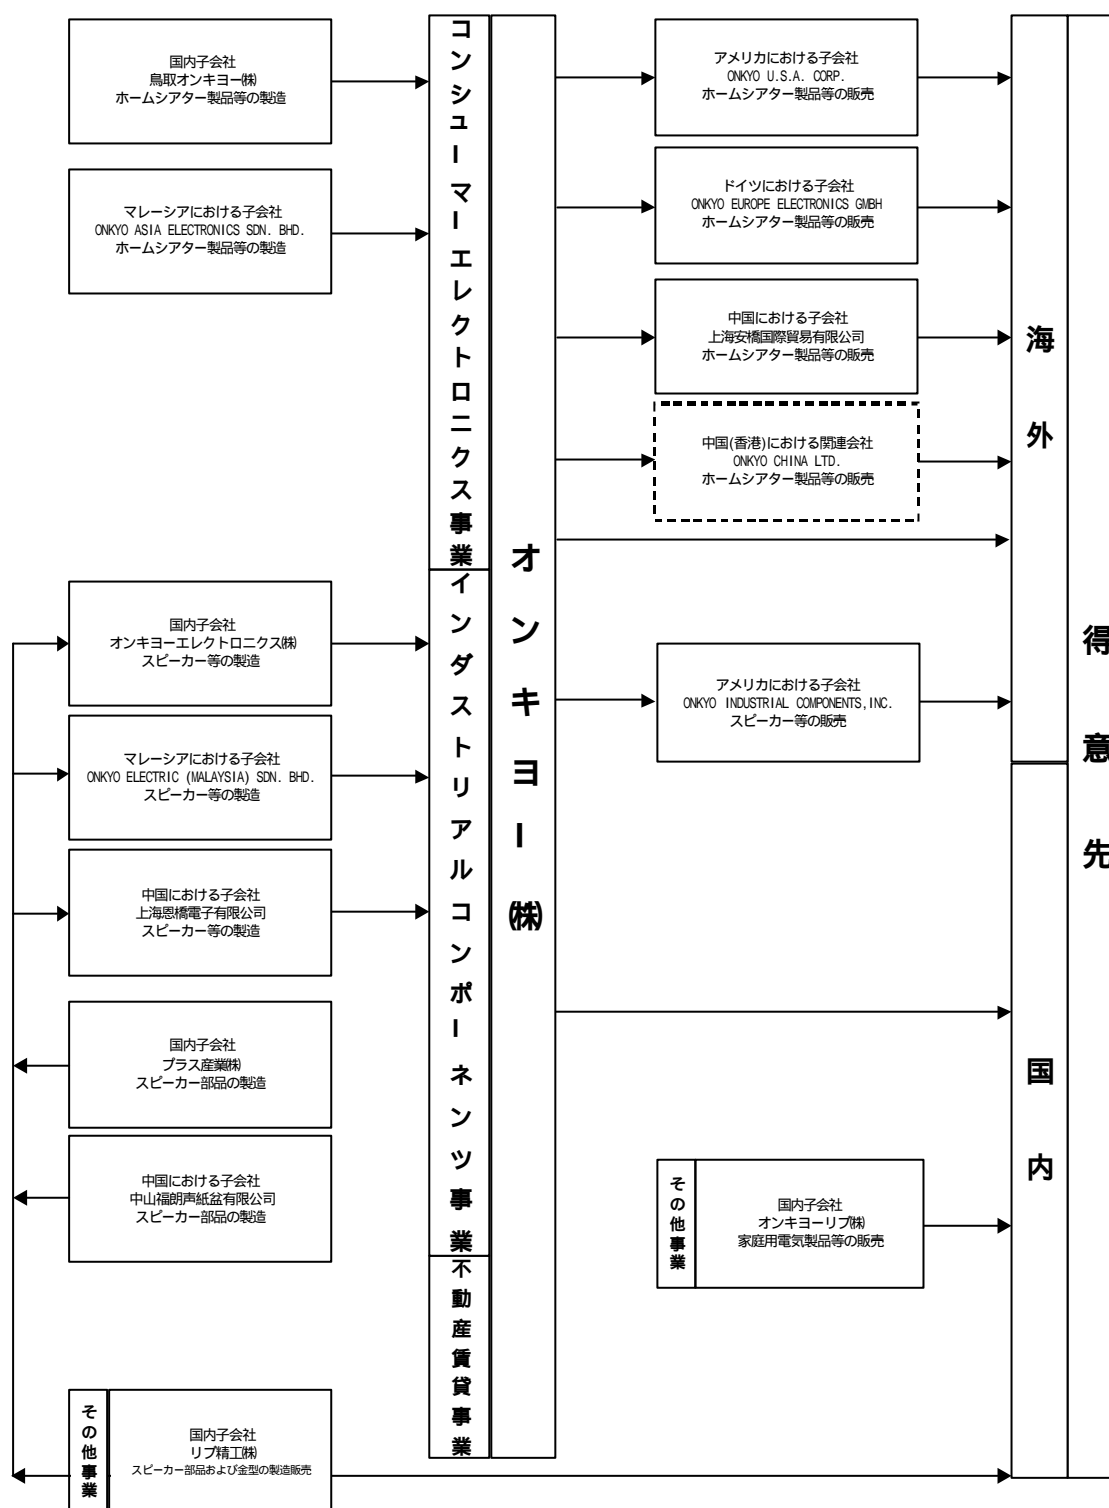 国内子会社
鳥取オンキヨー㈱
ホームシアター製品等の製造
マレーシアにおける子会社
ONKYO ASIA ELECTRONICS SDN. BHD.
ホームシアター製品等の製造
国内子会社
オンキヨーエレクトロニクス㈱
スピーカー等の製造
マレーシアにおける子会社
ONKYO ELECTRIC (MALAYSIA) SDN. BHD.
スピーカー等の製造
中国における子会社
上海恩橋電子有限公司
スピーカー等の製造
国内子会社
プラス産業㈱
スピーカー部品の製造
中国における子会社
中山福朗声紙盆有限公司
スピーカー部品の製造
その他事業
国内子会社
リブ精工㈱
スピーカー部品および金型の製造販売
コンシューマーエレクトロニクス事業
インダストリアルコンポーネンツ事業
不動産賃貸事業
オンキヨー㈱
アメリカにおける子会社
ONKYO U.S.A. CORP.
ホームシアター製品等の販売
ドイツにおける子会社
ONKYO EUROPE ELECTRONICS GMBH
ホームシアター製品等の販売
中国における子会社
上海安橋国際貿易有限公司
ホームシアター製品等の販売
中国(香港)における関連会社
ONKYO CHINA LTD.
ホームシアター製品等の販売
アメリカにおける子会社
ONKYO INDUSTRIAL COMPONENTS,INC.
スピーカー等の販売
その他事業
国内子会社
オンキヨーリブ㈱
家庭用電気製品等の販売
海外
国内
得意先